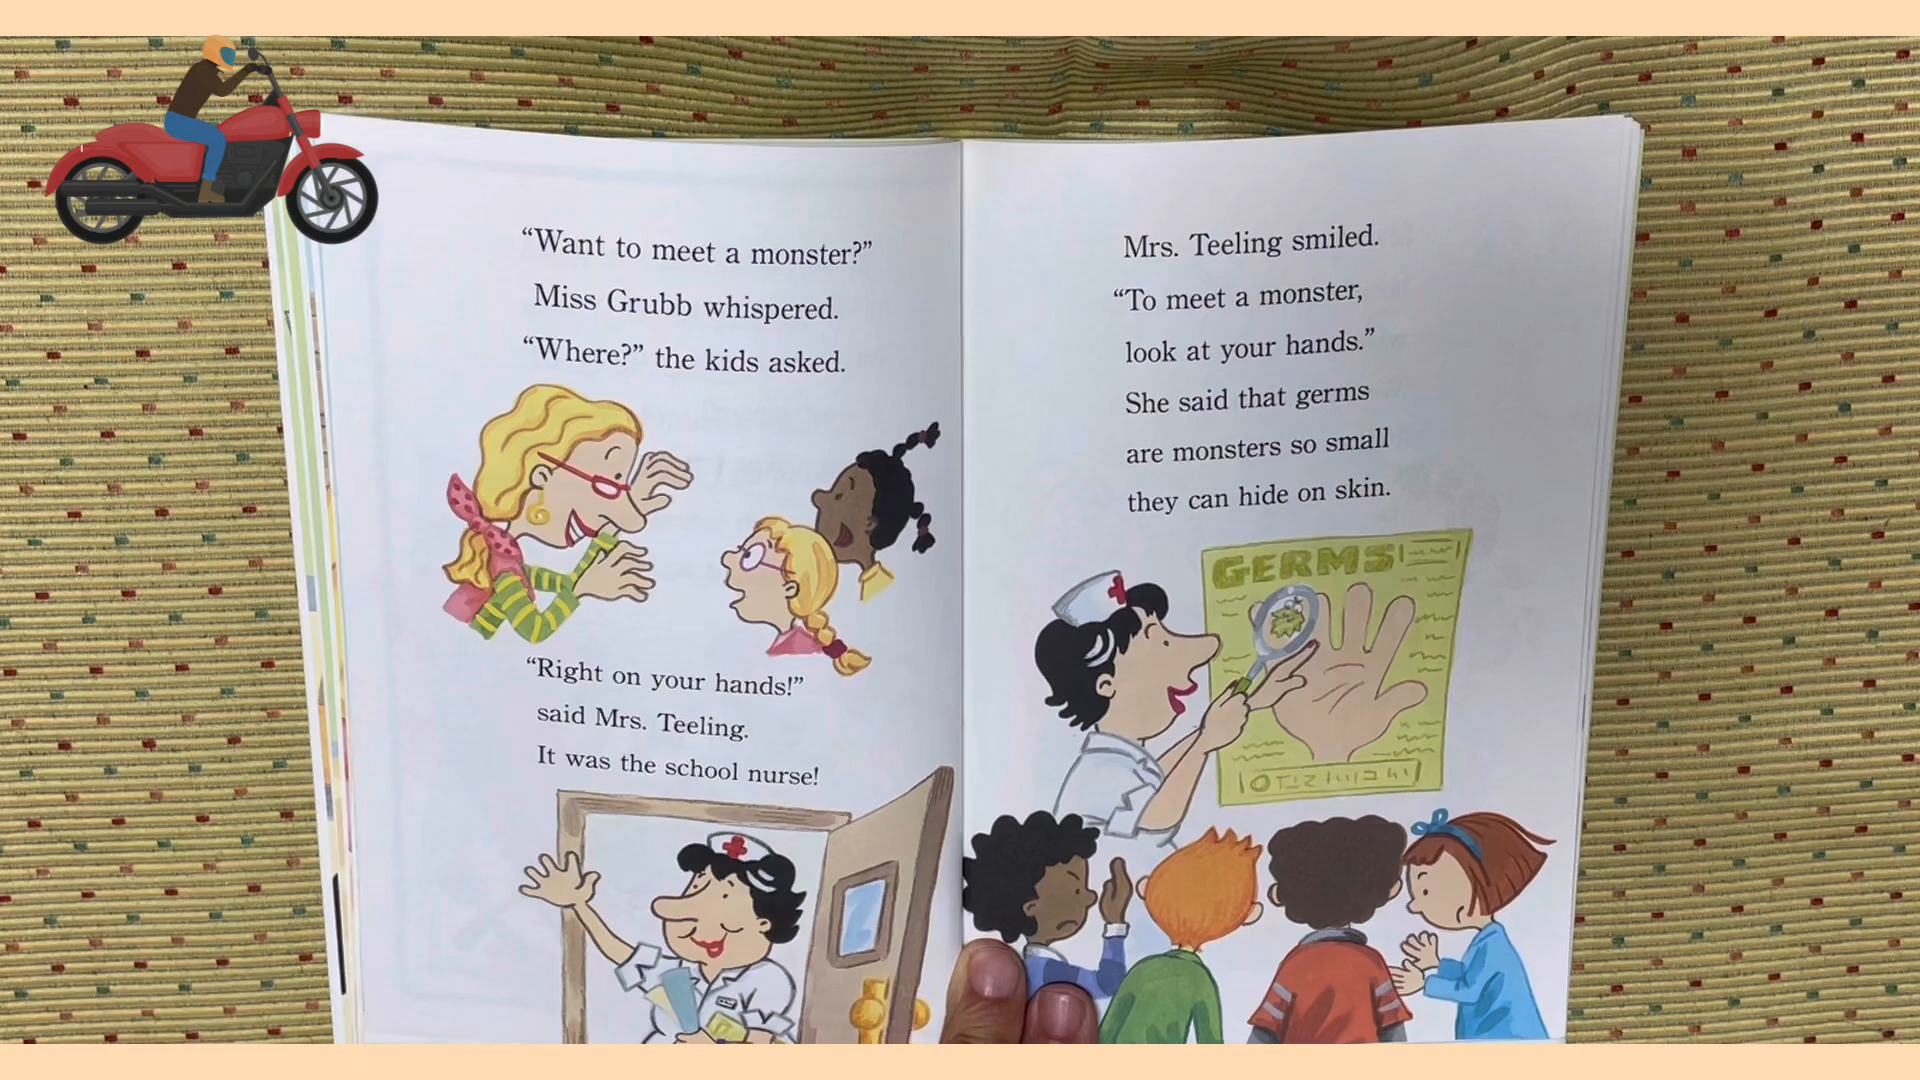 “Want to meet a monster?”
Miss Grubb whispered.
“Where?” the kids asked.
“Right on your hands!”
said Mrs. Teeling.
It was the school nurse!
Mrs. Teeling smiled.
“To meet a monster,
look at your hands.”
She said that germs
are monsters so small
they can hide on skin.
GERMS